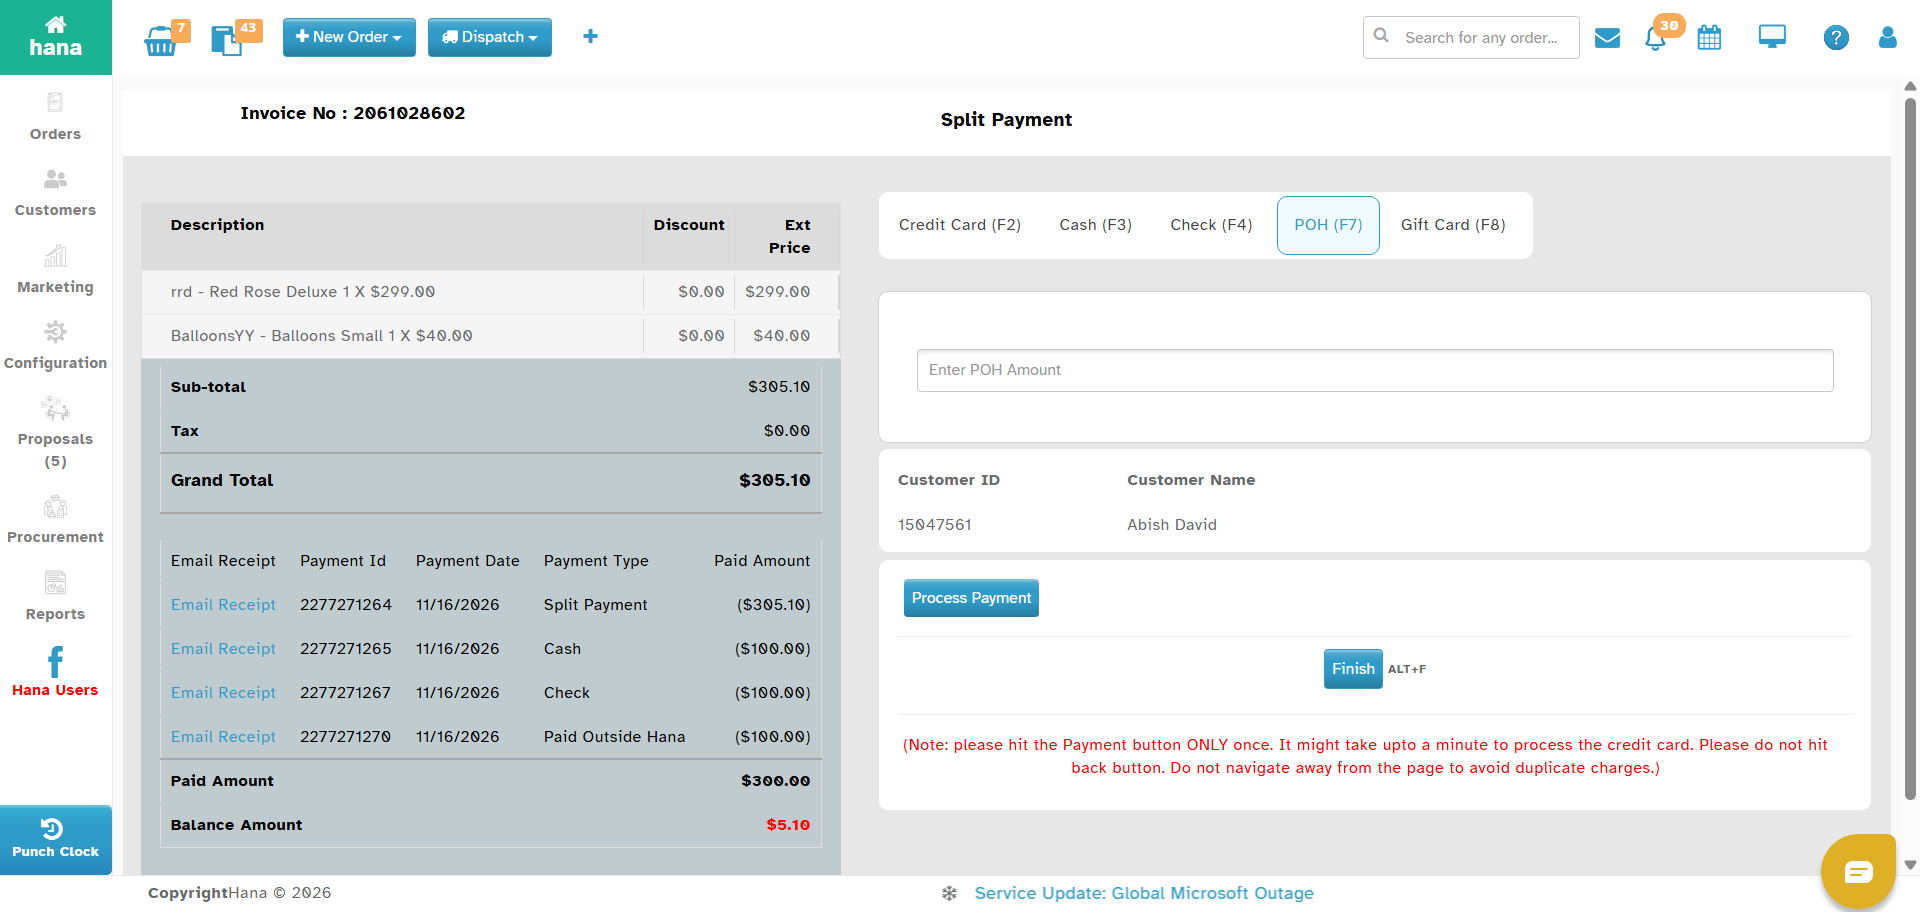 hana
7
43
New Order
Dispatch
Search for any order...
30
?
Orders
Customers
Marketing
Configuration
Proposals
(5)
Procurement
Reports
Hana Users
Punch Clock
Invoice No : 2061028602
Split Payment
Description Discount Ext
Price
rrd - Red Rose Deluxe 1 X $299.00 $0.00 $299.00
BalloonsYY - Balloons Small 1 X $40.00 $0.00 $40.00
Sub-total $305.10
Tax $0.00
Grand Total $305.10
Email Receipt Payment Id Payment Date Payment Type Paid Amount
Email Receipt 2277271264 11/16/2026 Split Payment ($305.10)
Email Receipt 2277271265 11/16/2026 Cash ($100.00)
Email Receipt 2277271267 11/16/2026 Check ($100.00)
Email Receipt 2277271270 11/16/2026 Paid Outside Hana ($100.00)
Paid Amount $300.00
Balance Amount $5.10
Credit Card (F2) Cash (F3) Check (F4) POH (F7) Gift Card (F8)
Enter POH Amount
Customer ID Customer Name
15047561 Abish David
Process Payment
Finish ALT+F
(Note: please hit the Payment button ONLY once. It might take upto a minute to process the credit card. Please do not hit
back button. Do not navigate away from the page to avoid duplicate charges.)
CopyrightHana © 2026
Service Update: Global Microsoft Outage